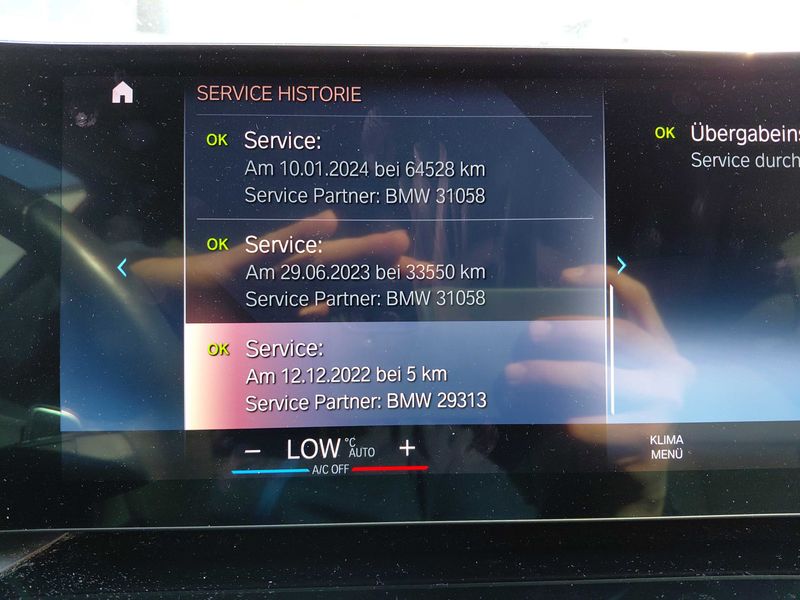 SERVICE HISTORIE
OK Service:
Am 10.01.2024 bei 64528 km
Service Partner: BMW 31058
OK Service:
Am 29.06.2023 bei 33550 km
Service Partner: BMW 31058
OK Service:
Am 12.12.2022 bei 5 km
Service Partner: BMW 29313
OK Übergabeins
Service durch
− LOW °C AUTO +
A/C OFF
KLIMA
MENÜ